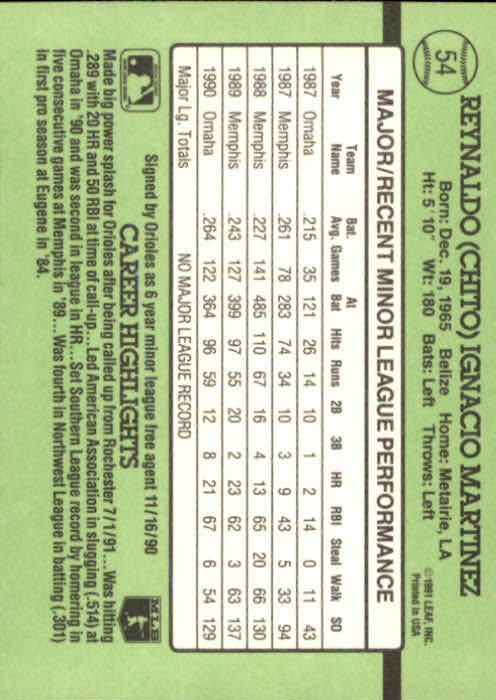 54
REYNALDO (CHITO) IGNACIO MARTINEZ
Born: Dec. 19, 1965 Belize Home: Metairie, LA
Ht: 5' 10" Wt: 180 Bats: Left Throws: Left
©1991 LEAF, INC.
Printed in USA
MAJOR/RECENT MINOR LEAGUE PERFORMANCE
Year Team Name Bat. Avg. Games At Bat Hits Runs 2B 3B HR RBI Steal Walk SO
1987 Omaha .215 35 121 26 14 10 1 2 14 0 11 43
1987 Memphis .261 78 283 74 34 10 3 9 43 5 33 94
1988 Memphis .227 141 485 110 67 16 4 13 65 20 66 130
1989 Memphis .243 127 399 97 55 20 2 23 62 3 63 137
1990 Omaha .264 122 364 96 59 12 8 21 67 6 54 129
Major Lg. Totals NO MAJOR LEAGUE RECORD
Signed by Orioles as 6 year minor league free agent 11/16/90
CAREER HIGHLIGHTS
MLB
Made big power splash for Orioles after being called up from Rochester 7/1/91...Was hitting
.289 with 20 HR and 50 RBI at time of call-up...Led American Association in slugging (.514) at
Omaha in '90 and was second in league in HR...Set Southern League record by homering in
five consecutive games at Memphis in '89...Was fourth in Northwest League in batting (.301)
in first pro season at Eugene in '84.